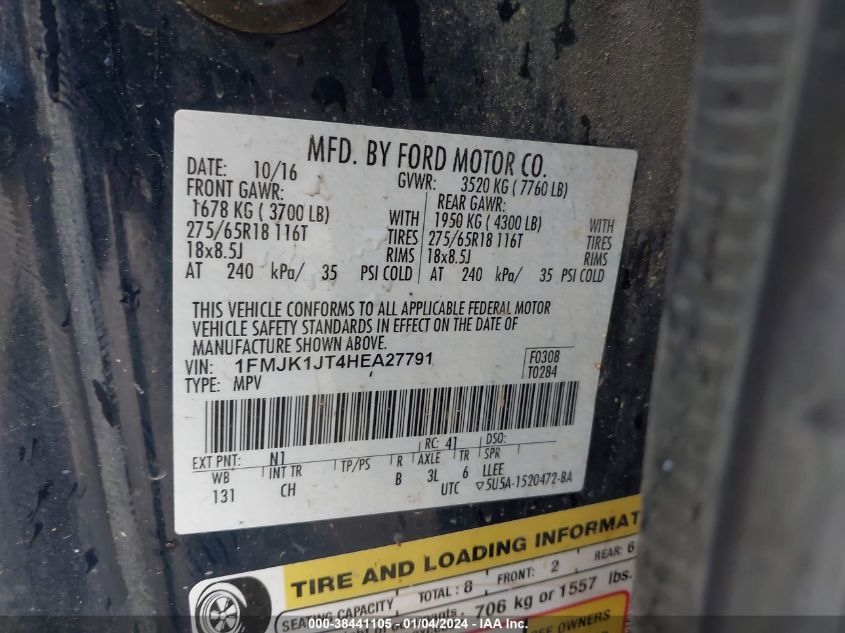 MFD. BY FORD MOTOR CO.
DATE: 10/16 GVWR: 3520 KG ( 7760 LB)
FRONT GAWR: REAR GAWR:
1678 KG ( 3700 LB) WITH 1950 KG ( 4300 LB) WITH
275/65R18 116T TIRES 275/65R18 116T TIRES
18x8.5J RIMS 18x8.5J RIMS
AT 240 kPa/ 35 PSI COLD AT 240 kPa/ 35 PSI COLD
THIS VEHICLE CONFORMS TO ALL APPLICABLE FEDERAL MOTOR
VEHICLE SAFETY STANDARDS IN EFFECT ON THE DATE OF
MANUFACTURE SHOWN ABOVE.
VIN: 1FMJK1JT4HEA27791 F0308
TYPE: MPV T0284
EXT PNT: N1 RC: 41 DSO:
WB INT TR TP/PS R AXLE TR SPR
131 CH B 3L 6 LLEE
UTC ▽5U5A-1520472-BA
TIRE AND LOADING INFORMAT
SEATING CAPACITY TOTAL : 8 FRONT: 2 REAR: 6
706 kg or 1557 lbs.
SEE OWNERS
000-38441105 - 01/04/2024 - IAAI.com